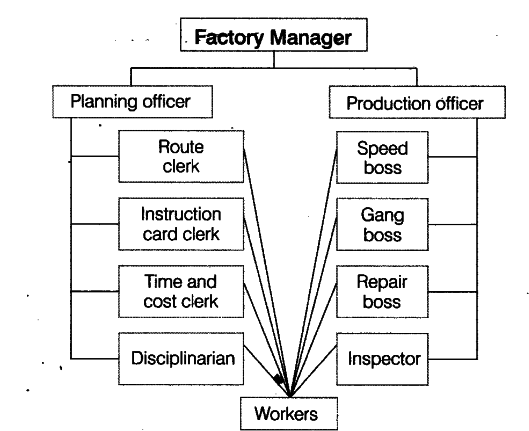 Factory Manager
Planning officer
Production officer
Route
clerk
Speed
boss
Instruction
card clerk
Gang
boss
Time and
cost clerk
Repair
boss
Disciplinarian
Inspector
Workers